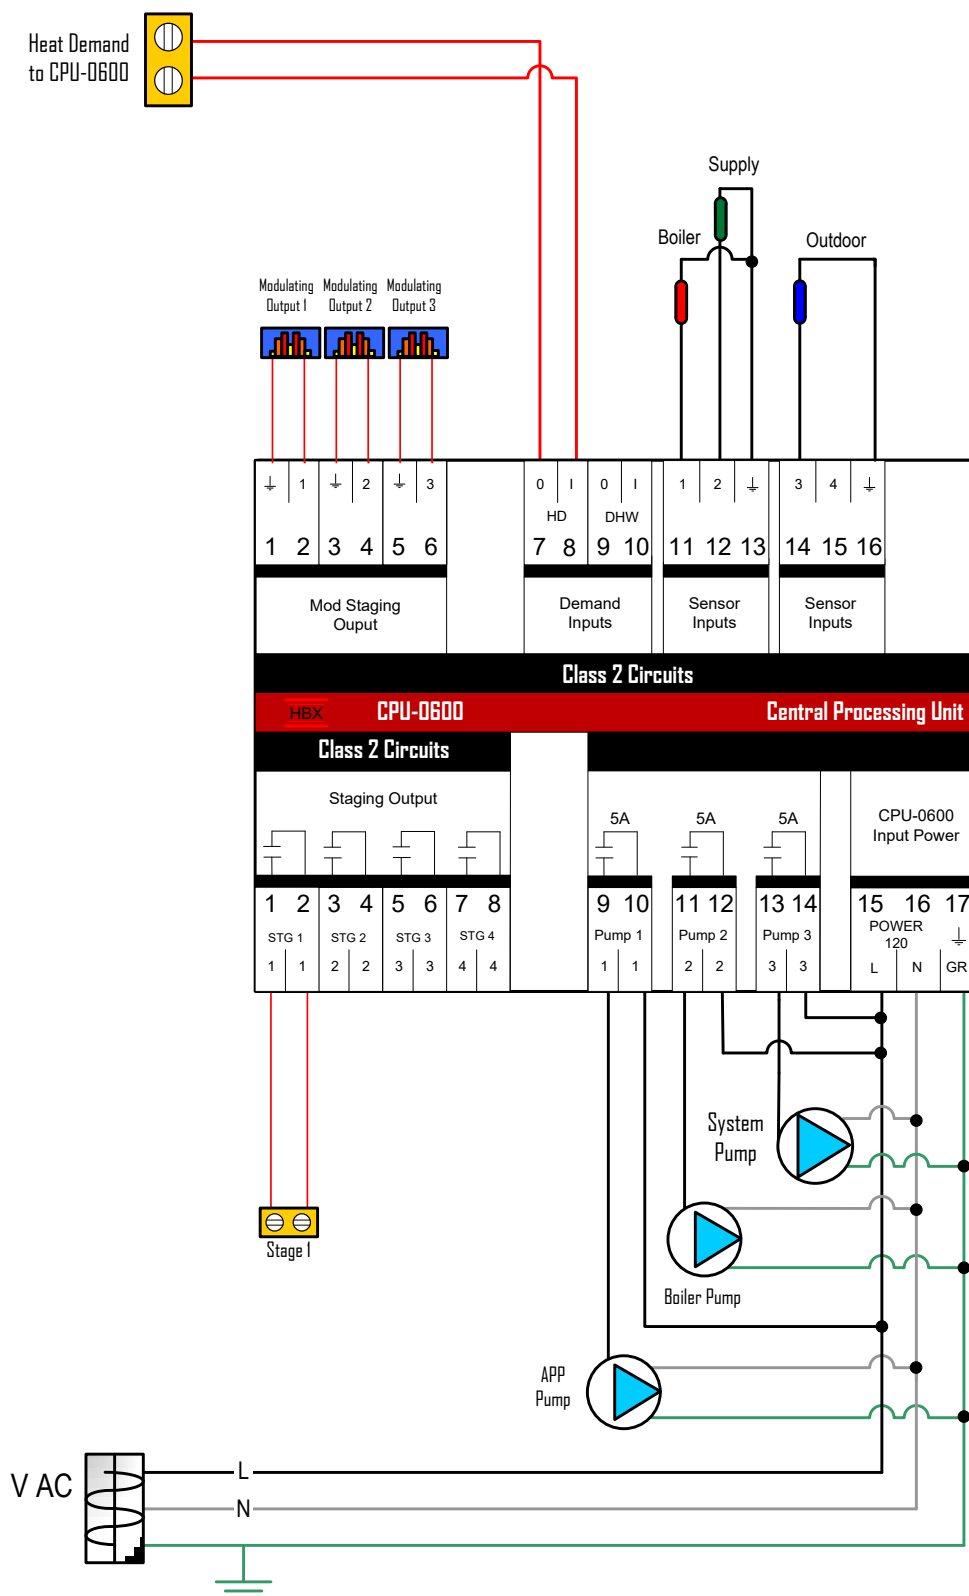 Heat Demand
to CPU-0600
Supply
Boiler
Outdoor
Modulating
Output 1
Modulating
Output 2
Modulating
Output 3
1
2
3
0 I
0 I
1 2
3 4
HD
DHW
1 2 3 4 5 6
7 8 9 10
11 12 13
14 15 16
Mod Staging
Ouput
Demand
Inputs
Sensor
Inputs
Sensor
Inputs
Class 2 Circuits
HBX
CPU-0600
Central Processing Unit
Class 2 Circuits
Staging Output
5A
5A
5A
CPU-0600
Input Power
1 2 3 4 5 6 7 8
9 10 11 12 13 14
15 16 17
STG 1
STG 2
STG 3
STG 4
Pump 1
Pump 2
Pump 3
POWER
120
1 1 2 2 3 3 4 4
1 1 2 2 3 3
L N GR
System
Pump
Stage 1
Boiler Pump
APP
Pump
V AC
L
N